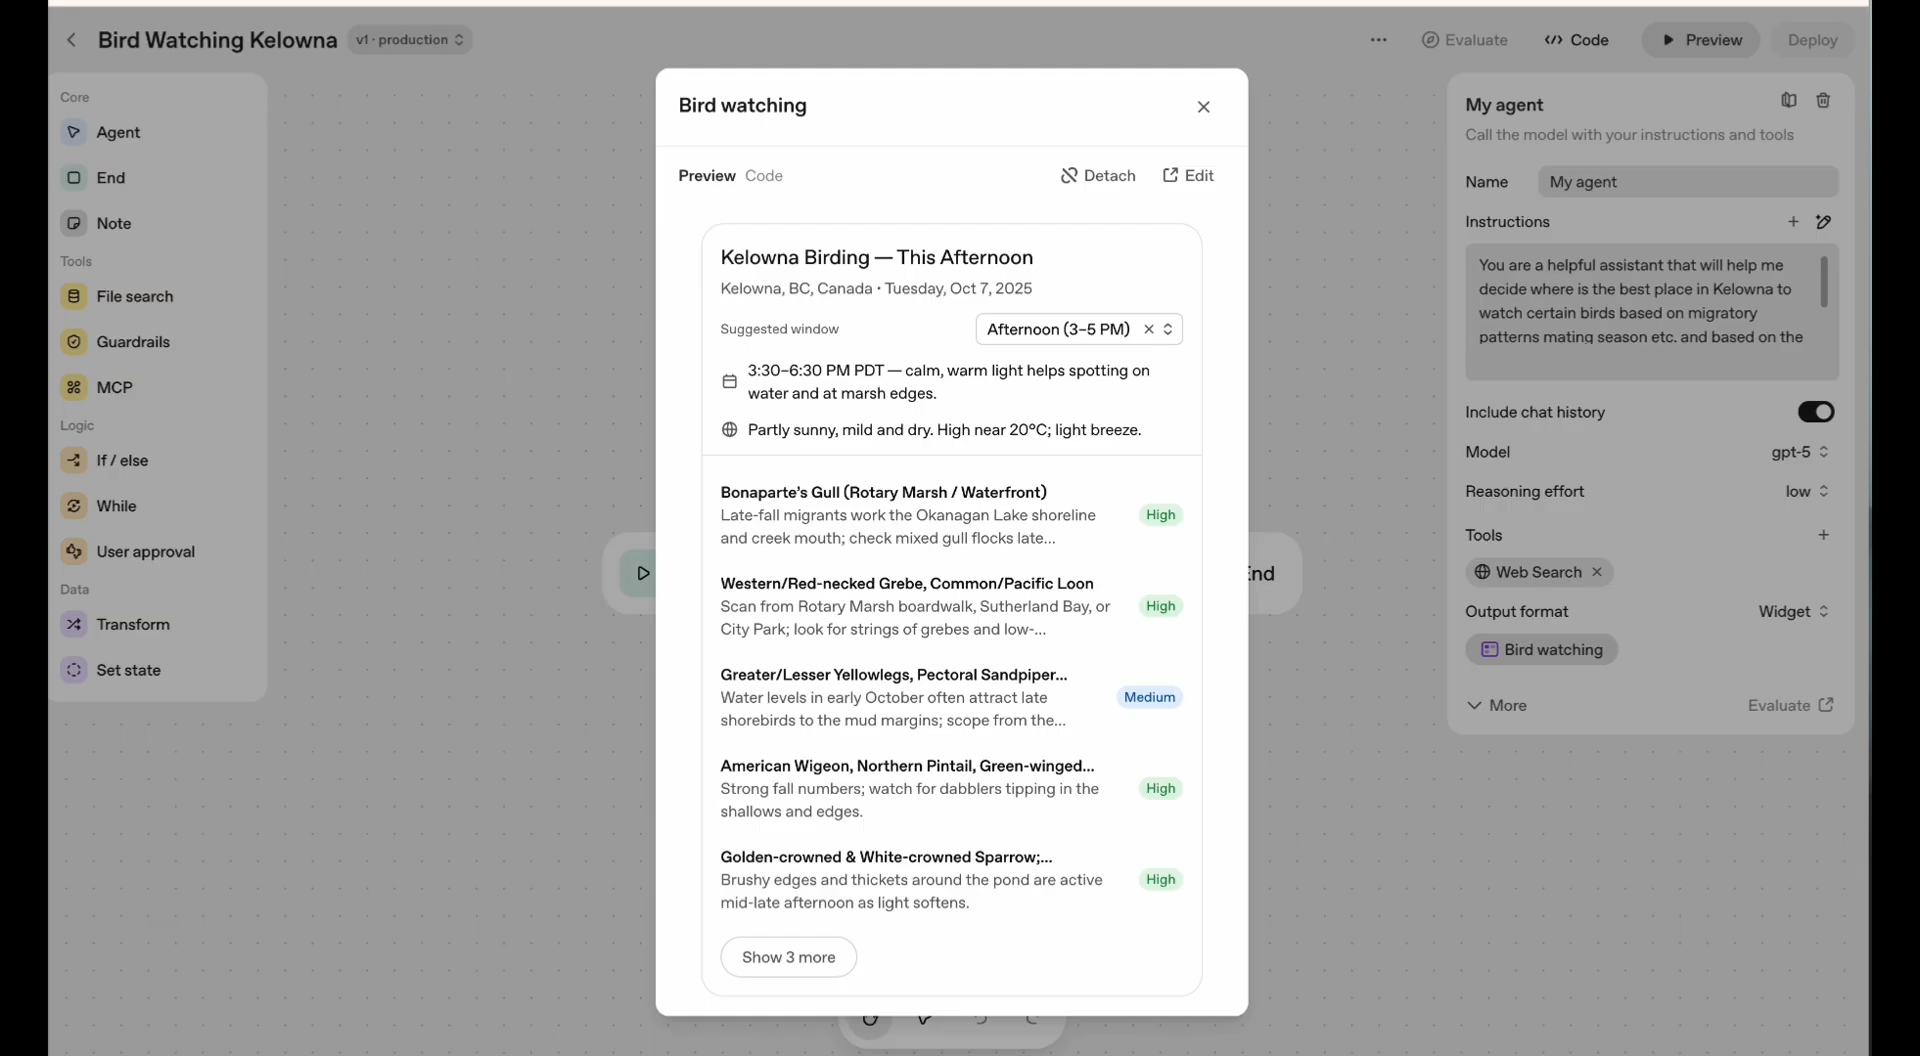 Bird Watching Kelowna
v1 · production
Evaluate
Code
Preview
Deploy
Core
Agent
End
Note
Tools
File search
Guardrails
MCP
Logic
If / else
While
User approval
Data
Transform
Set state
Bird watching
Preview
Code
Detach
Edit
Kelowna Birding — This Afternoon
Kelowna, BC, Canada • Tuesday, Oct 7, 2025
Suggested window
Afternoon (3–5 PM)
3:30–6:30 PM PDT — calm, warm light helps spotting on
water and at marsh edges.
Partly sunny, mild and dry. High near 20°C; light breeze.
Bonaparte’s Gull (Rotary Marsh / Waterfront)
Late-fall migrants work the Okanagan Lake shoreline
and creek mouth; check mixed gull flocks late...
High
Western/Red-necked Grebe, Common/Pacific Loon
Scan from Rotary Marsh boardwalk, Sutherland Bay, or
City Park; look for strings of grebes and low-...
High
Greater/Lesser Yellowlegs, Pectoral Sandpiper...
Water levels in early October often attract late
shorebirds to the mud margins; scope from the...
Medium
American Wigeon, Northern Pintail, Green-winged...
Strong fall numbers; watch for dabblers tipping in the
shallows and edges.
High
Golden-crowned & White-crowned Sparrow;...
Brushy edges and thickets around the pond are active
mid-late afternoon as light softens.
High
Show 3 more
End
My agent
Call the model with your instructions and tools
Name
My agent
Instructions
You are a helpful assistant that will help me
decide where is the best place in Kelowna to
watch certain birds based on migratory
patterns mating season etc. and based on the
Include chat history
Model
gpt-5
Reasoning effort
low
Tools
Web Search
Output format
Widget
Bird watching
More
Evaluate